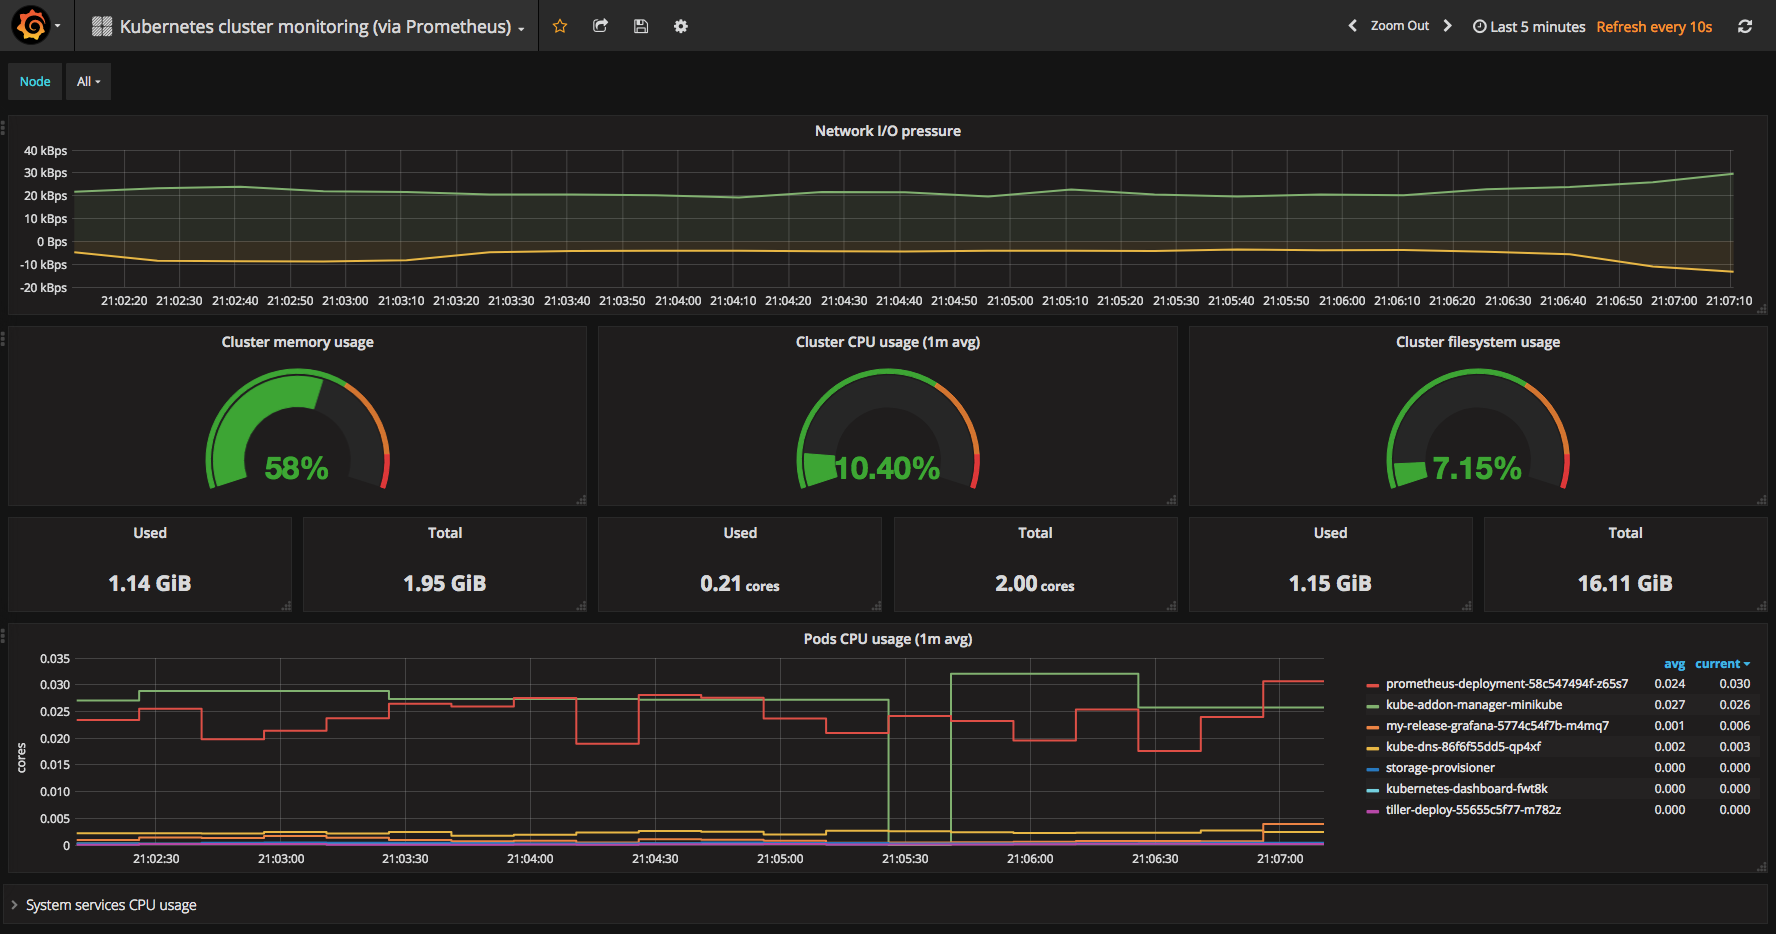 Kubernetes cluster monitoring (via Prometheus)
Zoom Out
Last 5 minutes
Refresh every 10s
Node
All
Network I/O pressure
40 kBps
30 kBps
20 kBps
10 kBps
0 Bps
-10 kBps
-20 kBps
21:02:20 21:02:30 21:02:40 21:02:50 21:03:00 21:03:10 21:03:20 21:03:30 21:03:40 21:03:50 21:04:00 21:04:10 21:04:20 21:04:30 21:04:40 21:04:50 21:05:00 21:05:10 21:05:20 21:05:30 21:05:40 21:05:50 21:06:00 21:06:10 21:06:20 21:06:30 21:06:40 21:06:50 21:07:00 21:07:10
Cluster memory usage
58%
Cluster CPU usage (1m avg)
10.40%
Cluster filesystem usage
7.15%
Used
1.14 GiB
Total
1.95 GiB
Used
0.21 cores
Total
2.00 cores
Used
1.15 GiB
Total
16.11 GiB
Pods CPU usage (1m avg)
cores
0.035
0.030
0.025
0.020
0.015
0.010
0.005
0
21:02:30 21:03:00 21:03:30 21:04:00 21:04:30 21:05:00 21:05:30 21:06:00 21:06:30 21:07:00
avg current
prometheus-deployment-58c547494f-z65s7 0.024 0.030
kube-addon-manager-minikube 0.027 0.026
my-release-grafana-5774c54f7b-m4mq7 0.001 0.006
kube-dns-86f6f55dd5-qp4xf 0.002 0.003
storage-provisioner 0.000 0.000
kubernetes-dashboard-fwt8k 0.000 0.000
tiller-deploy-55655c5f77-m782z 0.000 0.000
System services CPU usage